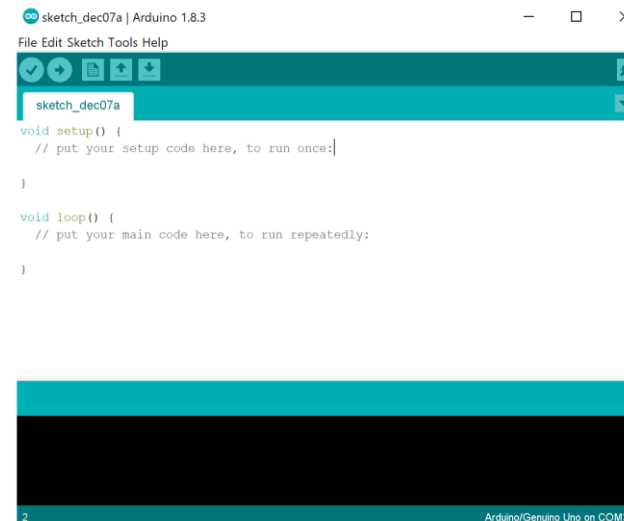 sketch_dec07a | Arduino 1.8.3
File Edit Sketch Tools Help
sketch_dec07a
void setup() {
// put your setup code here, to run once:
}
void loop() {
// put your main code here, to run repeatedly:
}
2
Arduino/Genuino Uno on